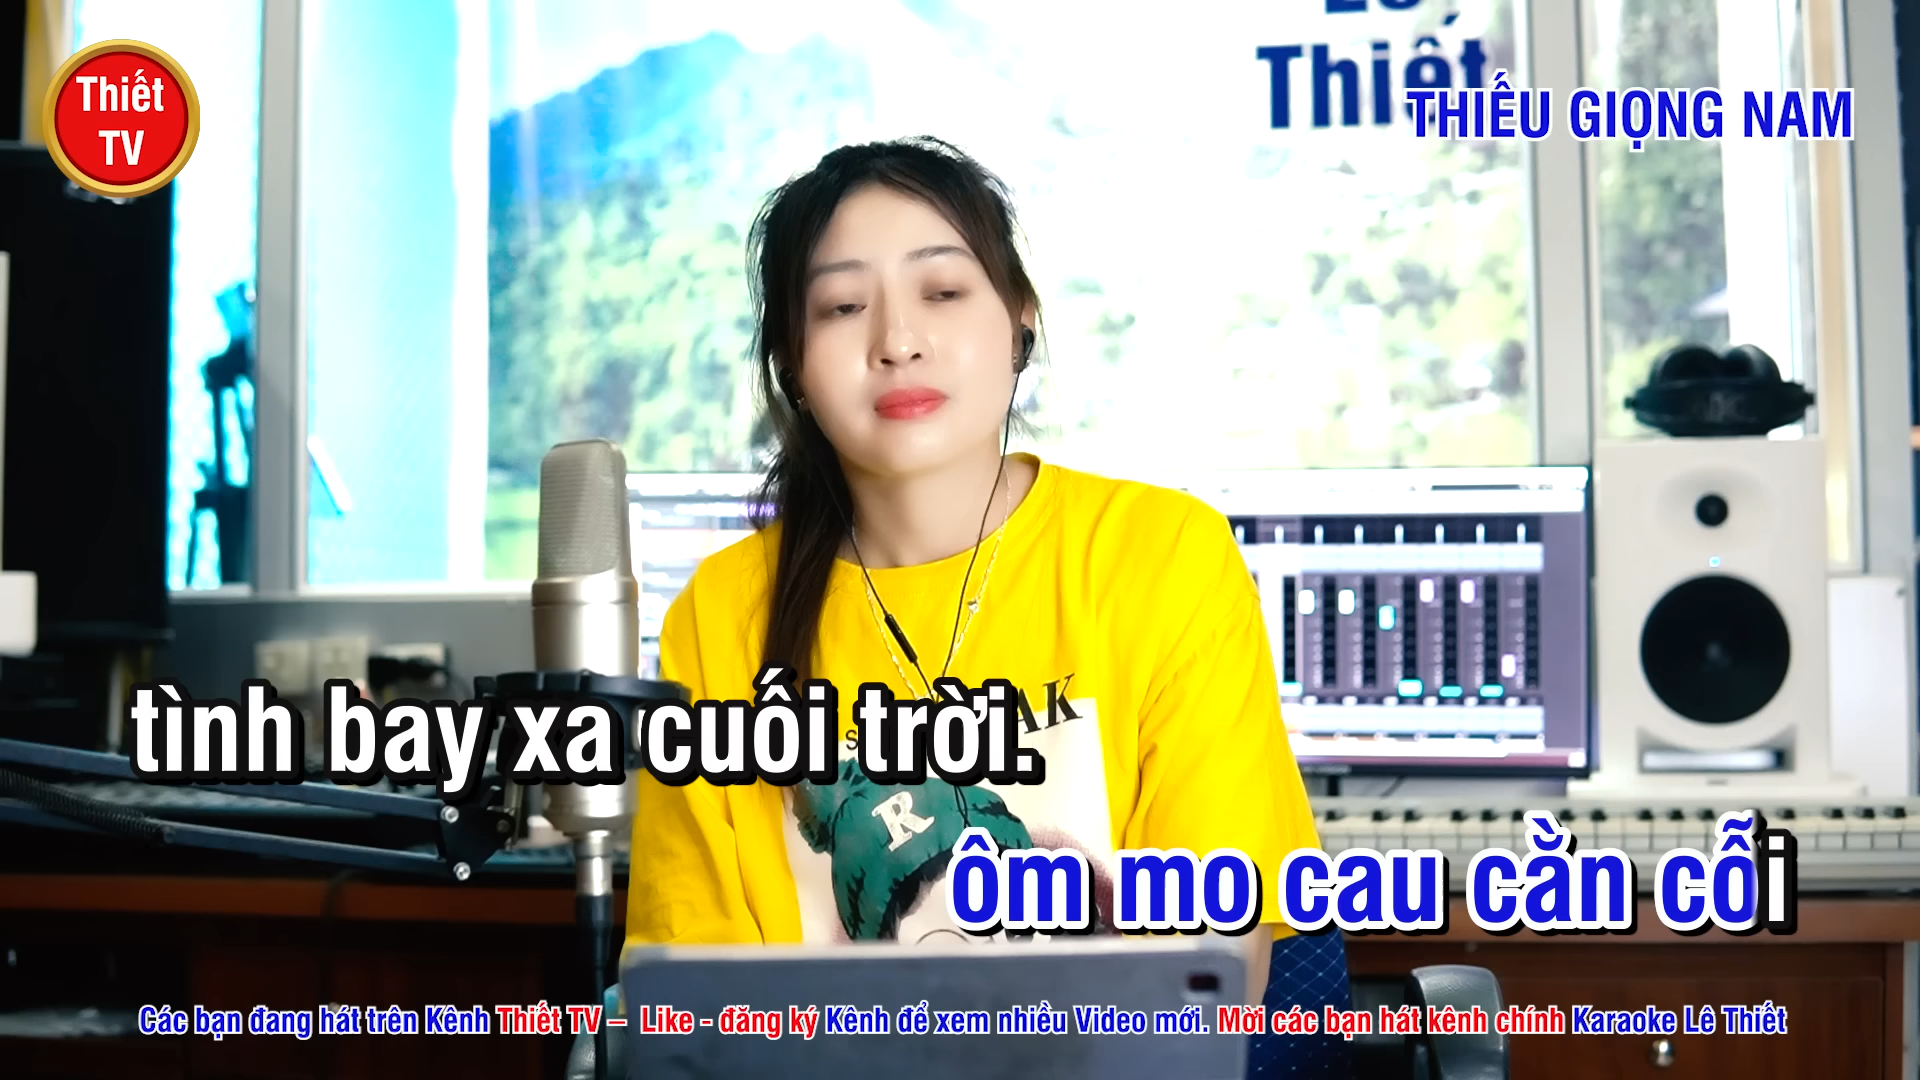 Thiết
TV
Lê
Thiết
THIẾU GIỌNG NAM
AK
S
R
tình bay xa cuối trời.
ôm mo cau cằn cỗi
Các bạn đang hát trên Kênh Thiết TV – Like - đăng ký Kênh để xem nhiều Video mới. Mời các bạn hát kênh chính Karaoke Lê Thiết